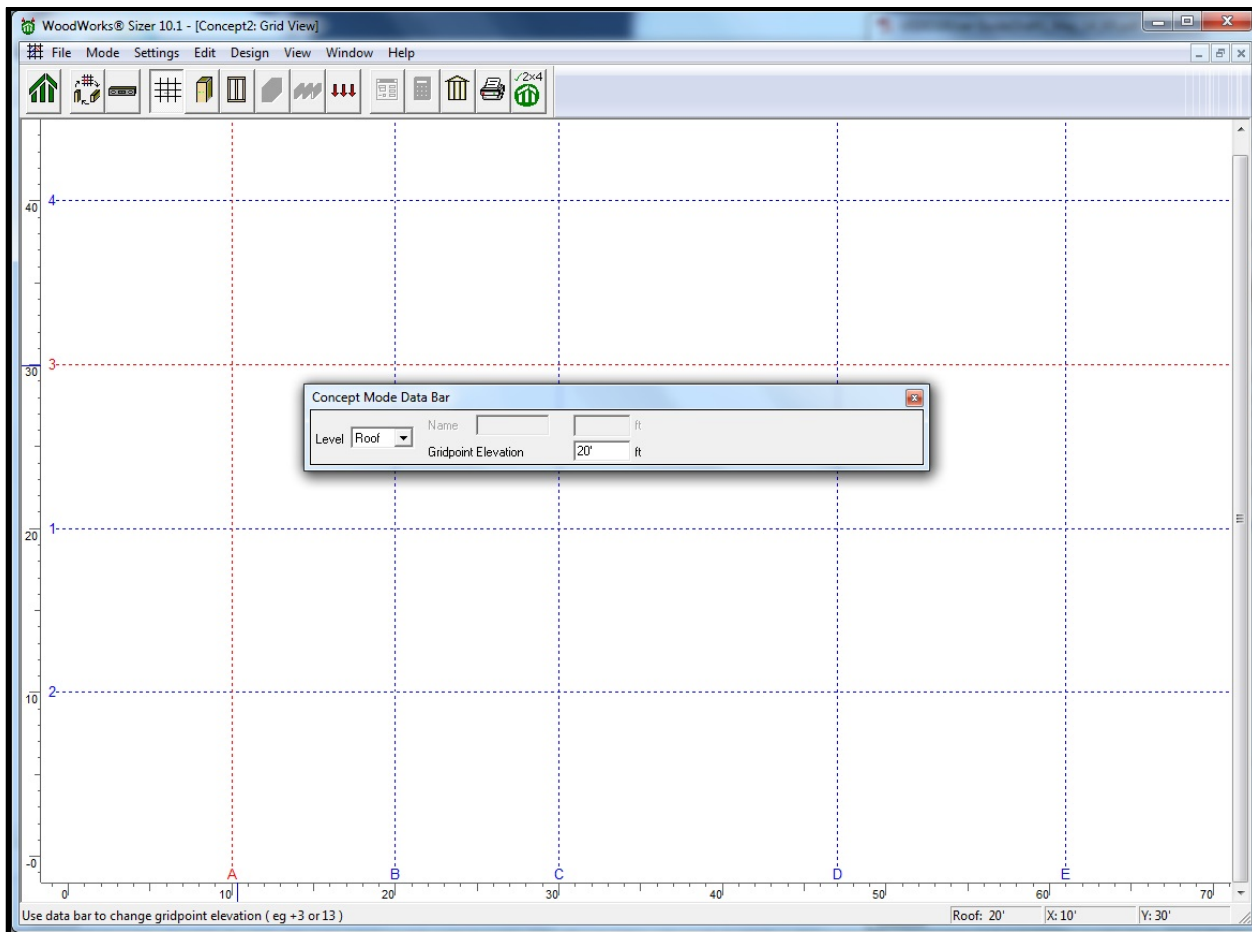 WoodWorks® Sizer 10.1 - [Concept2: Grid View]
File Mode Settings Edit Design View Window Help
✓2×4
40
4
30
3
Concept Mode Data Bar
Level Roof Name ft
Gridpoint Elevation 20' ft
20
1
10
2
-0
A B C D E
0 10 20 30 40 50 60 70
Use data bar to change gridpoint elevation ( eg +3 or 13 ) Roof: 20' X: 10' Y: 30'